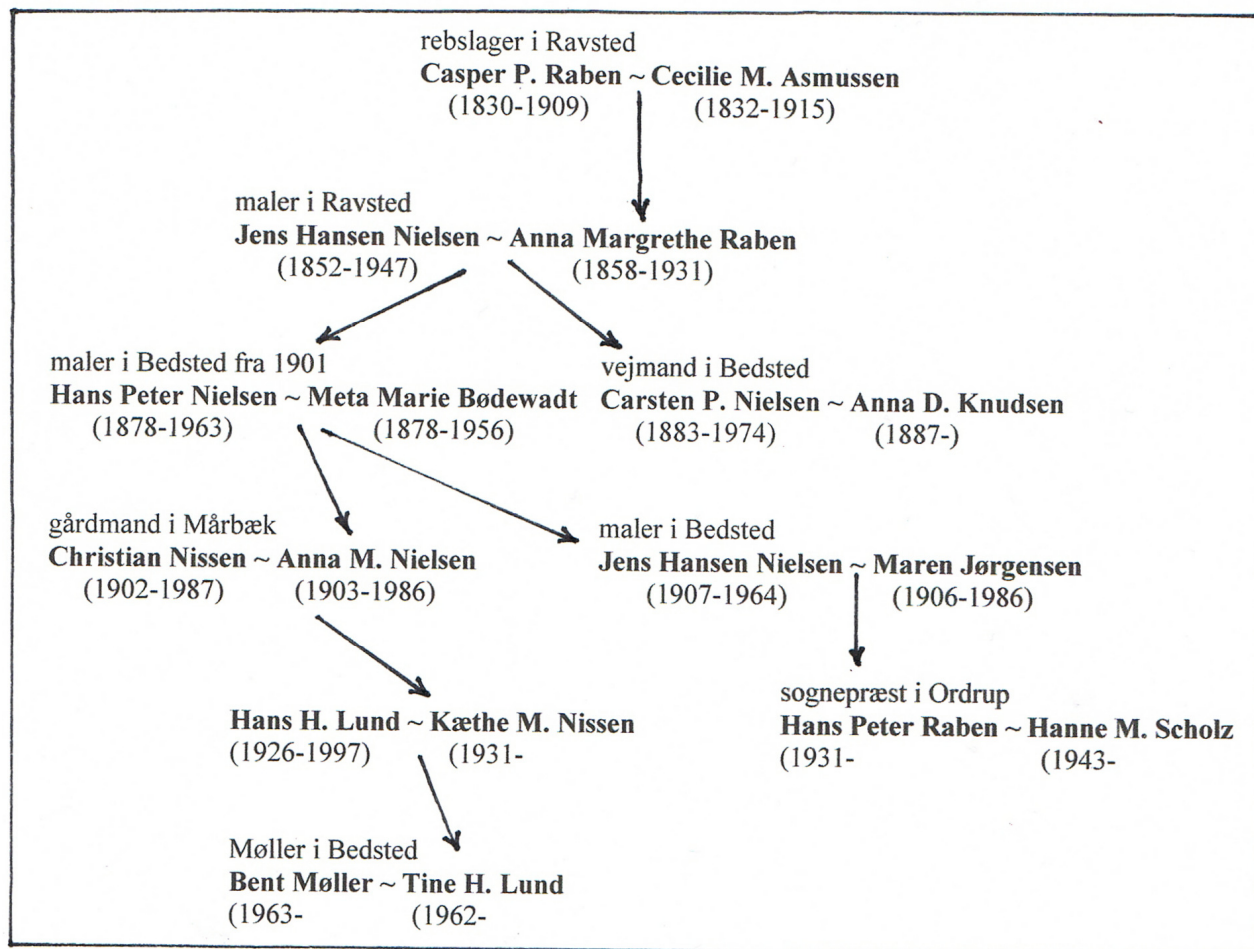 rebslager i Ravsted
Casper P. Raben ~ Cecilie M. Asmussen
(1830-1909) (1832-1915)
maler i Ravsted
Jens Hansen Nielsen ~ Anna Margrethe Raben
(1852-1947) (1858-1931)
maler i Bedsted fra 1901
Hans Peter Nielsen ~ Meta Marie Bødewadt
(1878-1963) (1878-1956)
vejmand i Bedsted
Carsten P. Nielsen ~ Anna D. Knudsen
(1883-1974) (1887-)
gårdmand i Mårbæk
Christian Nissen ~ Anna M. Nielsen
(1902-1987) (1903-1986)
maler i Bedsted
Jens Hansen Nielsen ~ Maren Jørgensen
(1907-1964) (1906-1986)
Hans H. Lund ~ Kæthe M. Nissen
(1926-1997) (1931-
sognepræst i Ordrup
Hans Peter Raben ~ Hanne M. Scholz
(1931- (1943-
Møller i Bedsted
Bent Møller ~ Tine H. Lund
(1963- (1962-